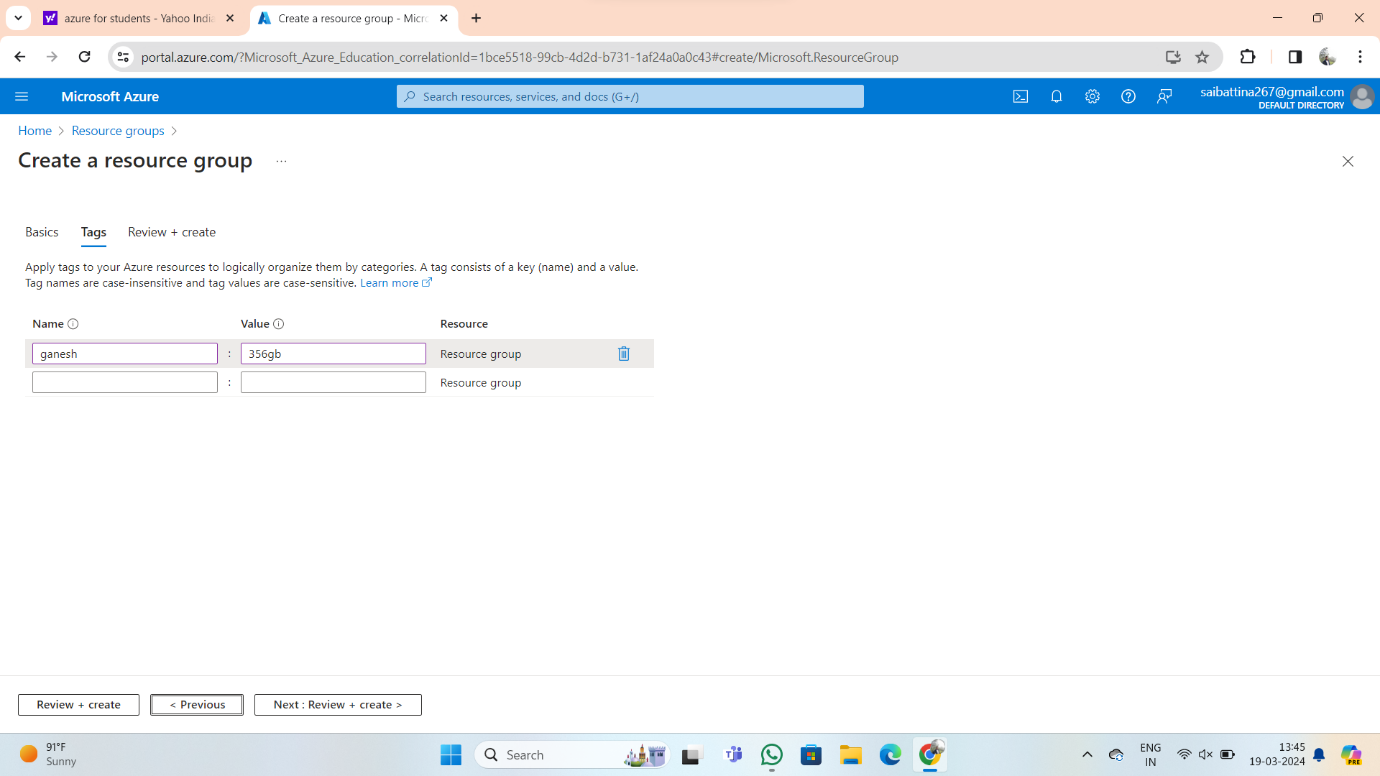 azure for students - Yahoo Indi
Create a resource group - Micro
portal.azure.com/?Microsoft_Azure_Education_correlationId=1bce5518-99cb-4d2d-b731-1af24a0a0c43#create/Microsoft.ResourceGroup
Microsoft Azure
Search resources, services, and docs (G+/)
saibattina267@gmail.com
DEFAULT DIRECTORY
Home > Resource groups >
Create a resource group ...
Basics Tags Review + create
Apply tags to your Azure resources to logically organize them by categories. A tag consists of a key (name) and a value.
Tag names are case-insensitive and tag values are case-sensitive. Learn more
Name Value Resource
ganesh : 356gb Resource group
: Resource group
Review + create < Previous Next : Review + create >
91°F
Sunny
Search
ENG
IN
13:45
19-03-2024
PRE